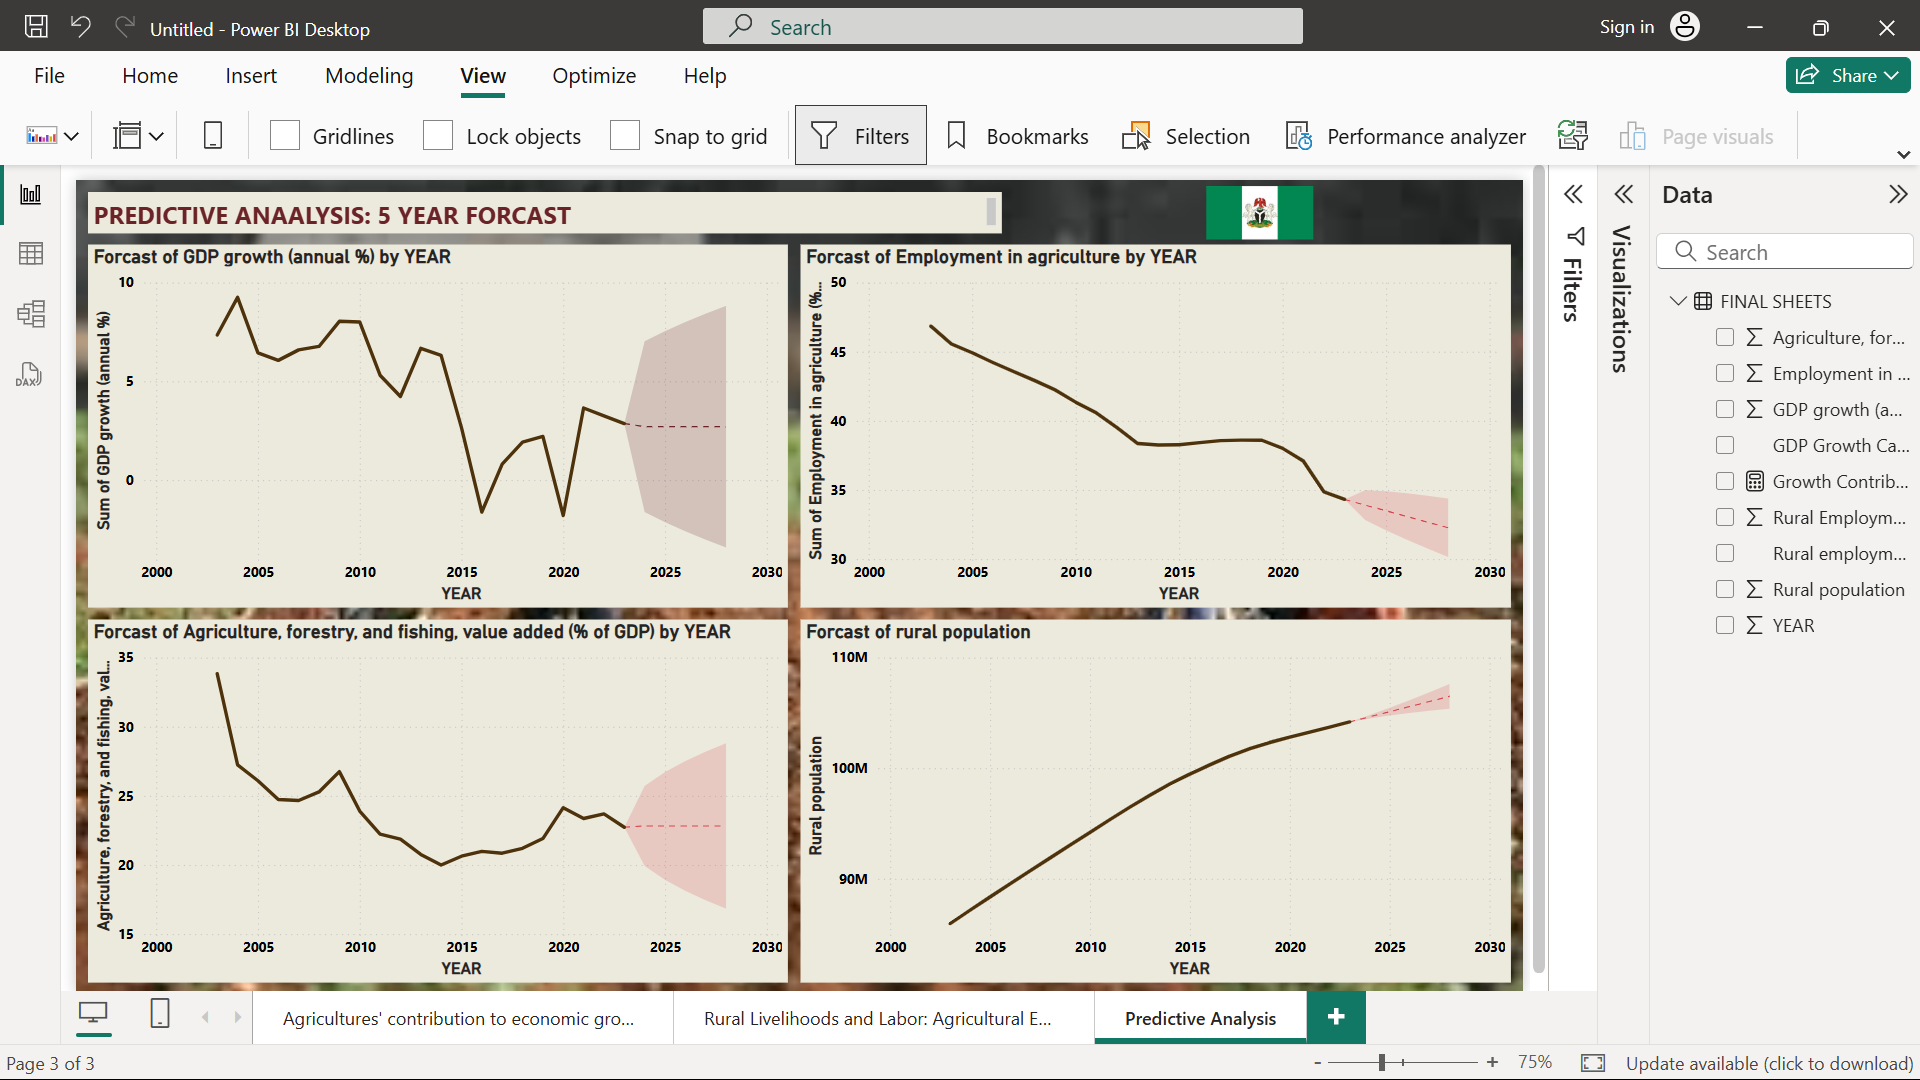 Untitled - Power BI Desktop
Search
Sign in
File
Home
Insert
Modeling
View
Optimize
Help
Share
Gridlines
Lock objects
Snap to grid
Filters
Bookmarks
Selection
Performance analyzer
Page visuals
PREDICTIVE ANAALYSIS: 5 YEAR FORCAST
Forcast of GDP growth (annual %) by YEAR
Sum of GDP growth (annual %)
10
5
0
2000 2005 2010 2015 2020 2025 2030
YEAR
Forcast of Employment in agriculture by YEAR
Sum of Employment in agriculture (%...
50
45
40
35
30
2000 2005 2010 2015 2020 2025 2030
YEAR
Forcast of Agriculture, forestry, and fishing, value added (% of GDP) by YEAR
Agriculture, forestry, and fishing, val...
35
30
25
20
15
2000 2005 2010 2015 2020 2025 2030
YEAR
Forcast of rural population
Rural population
110M
100M
90M
2000 2005 2010 2015 2020 2025 2030
YEAR
Filters
Visualizations
Data
Search
FINAL SHEETS
Agriculture, for...
Employment in ...
GDP growth (a...
GDP Growth Ca...
Growth Contrib...
Rural Employm...
Rural employm...
Rural population
YEAR
DAX
Agricultures' contribution to economic gro...
Rural Livelihoods and Labor: Agricultural E...
Predictive Analysis
+
Page 3 of 3
- + 75%
Update available (click to download)